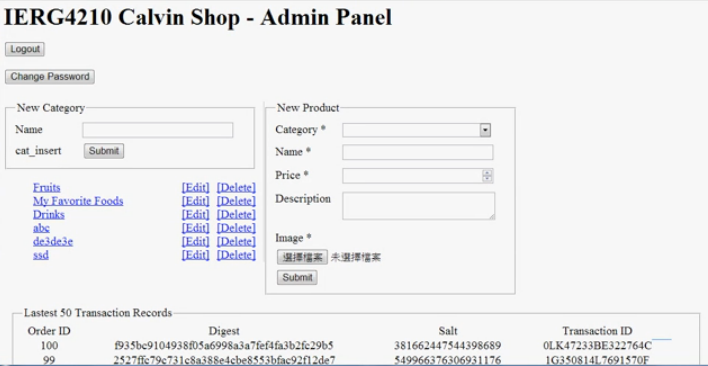 IERG4210 Calvin Shop - Admin Panel
Logout
Change Password
New Category
Name
cat_insert Submit
Fruits [Edit] [Delete]
My Favorite Foods [Edit] [Delete]
Drinks [Edit] [Delete]
abc [Edit] [Delete]
de3de3e [Edit] [Delete]
ssd [Edit] [Delete]
New Product
Category *
Name *
Price *
Description
Image *
選擇檔案 未選擇檔案
Submit
Lastest 50 Transaction Records
Order ID Digest Salt Transaction ID
100 f935bc9104938f05a6998a3a7fef4fa3b2fc29b5 381662447544398689 0LK47233BE322764C
99 2527ffc79c731c8a388e4cbe8553bfac92f12de7 549966376306931176 1G350814L7691570F